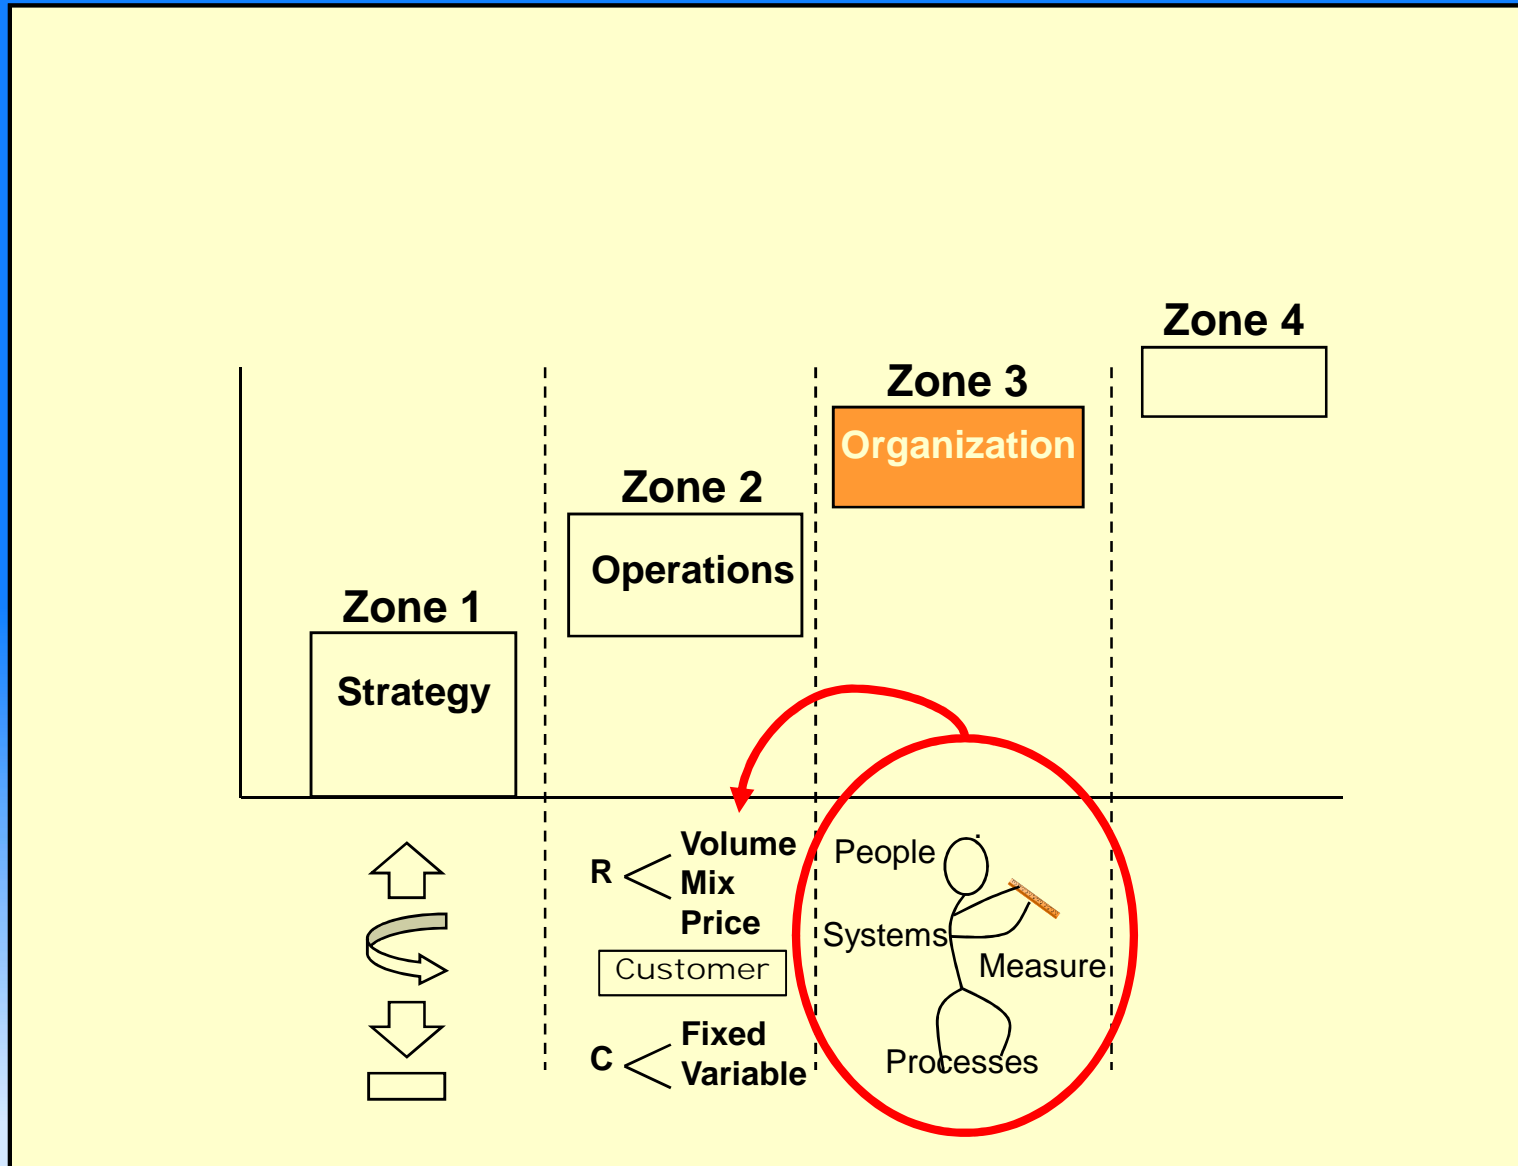 Zone 4
Zone 3
Organization
Zone 2
Operations
Zone 1
Strategy
R
Volume
Mix
Price
Customer
C
Fixed
Variable
People
Systems
Measure
Processes